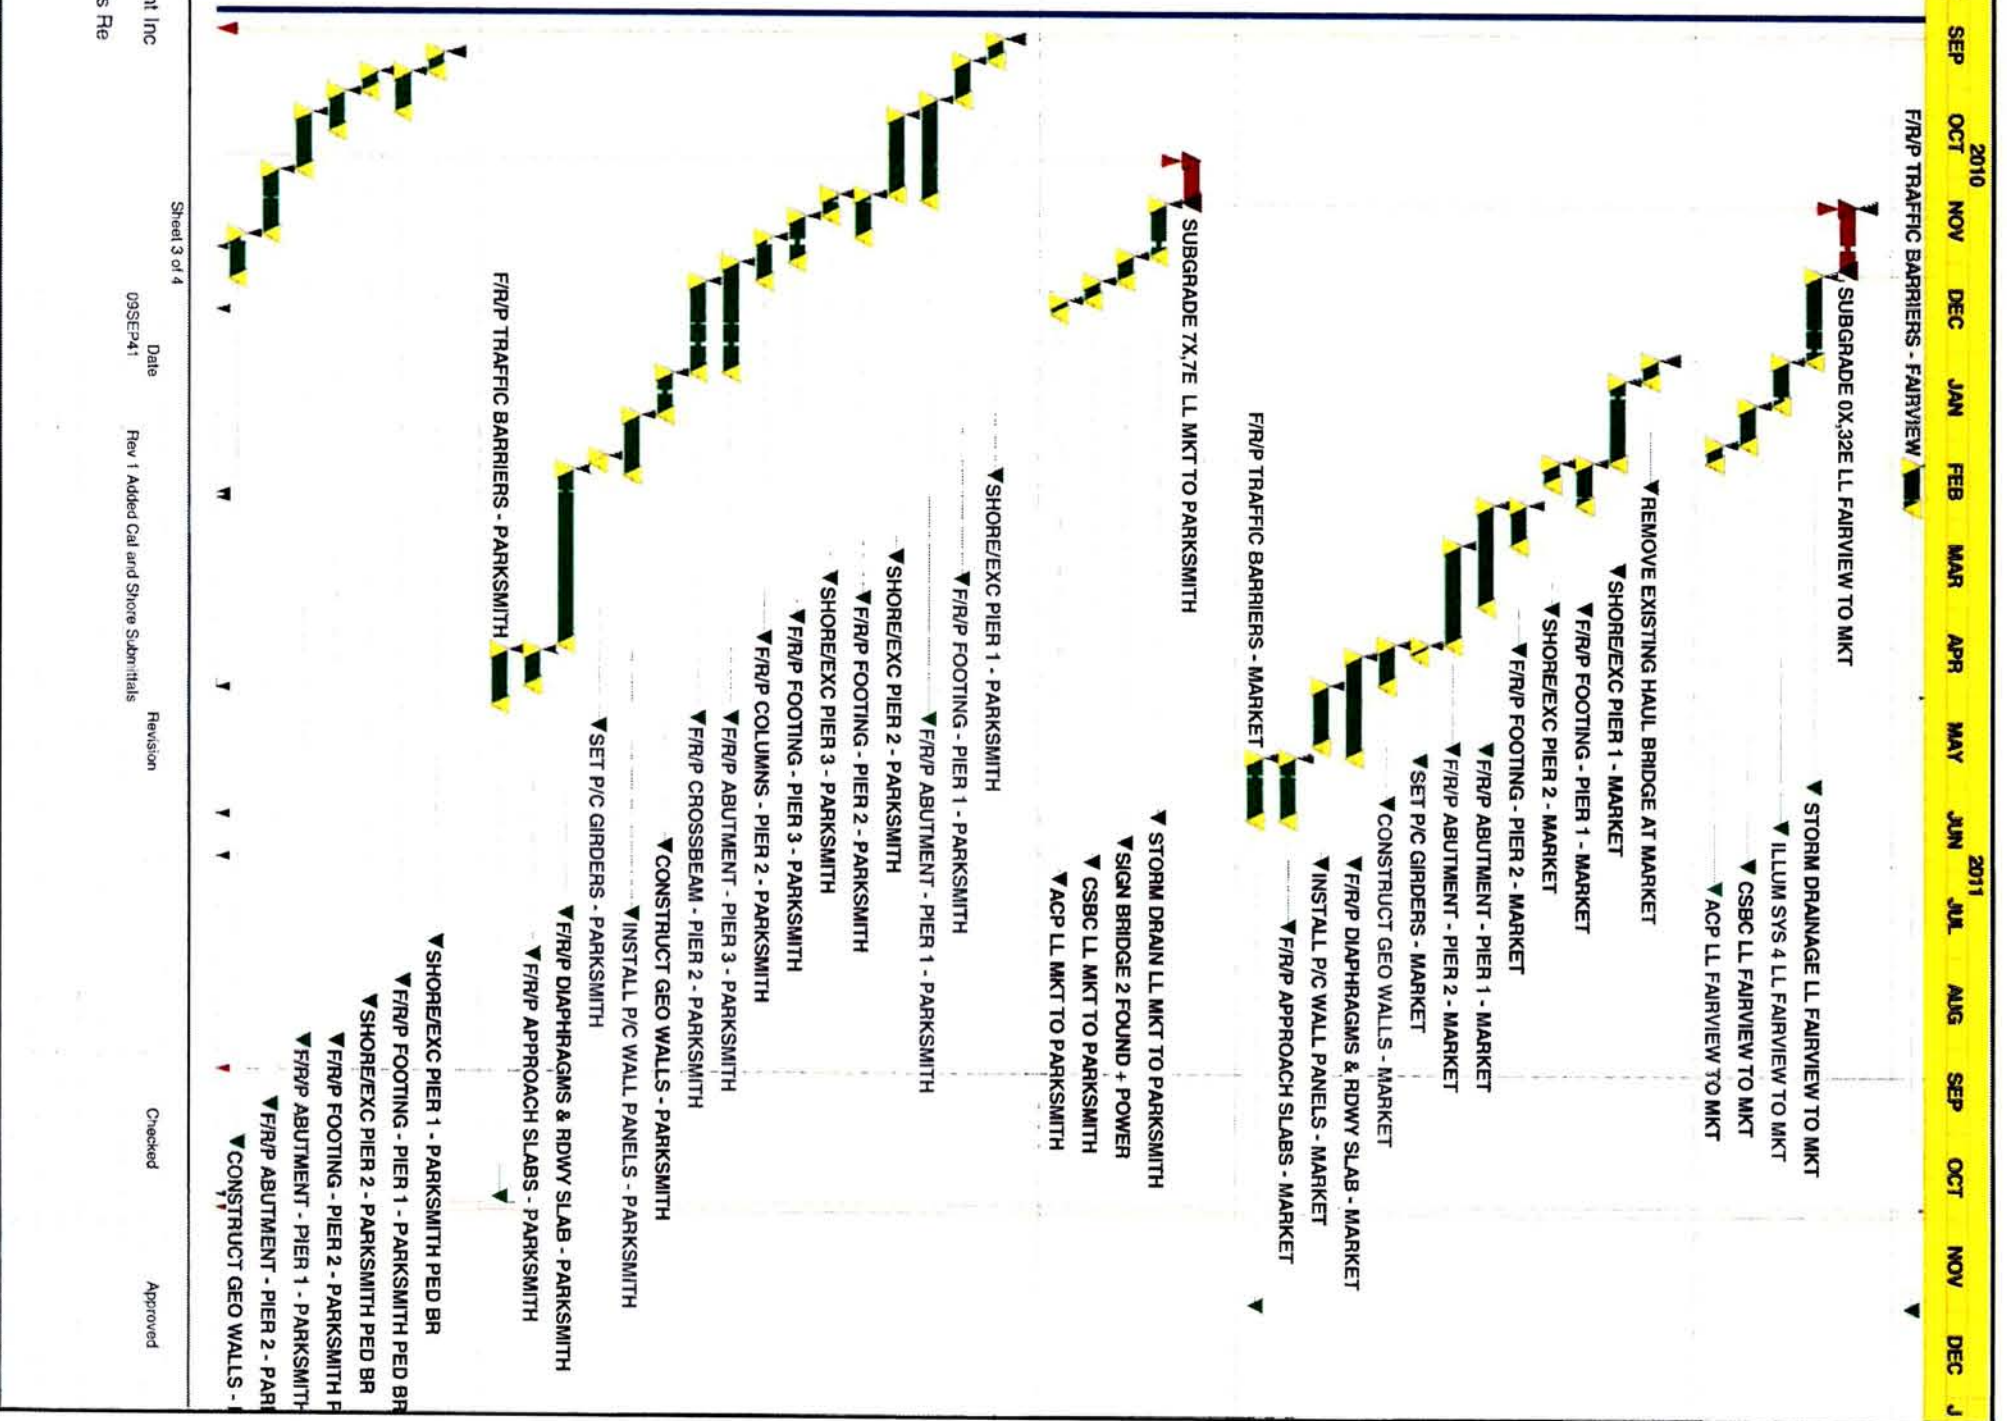 2010 2011
SEP OCT NOV DEC JAN FEB MAR APR MAY JUN JUL AUG SEP OCT NOV DEC J
F/R/P TRAFFIC BARRIERS - FAIRVIEW
SUBGRADE 0X,32E LL FAIRVIEW TO MKT
STORM DRAINAGE LL FAIRVIEW TO MKT
ILLUM SYS 4 LL FAIRVIEW TO MKT
CSBC LL FAIRVIEW TO MKT
ACP LL FAIRVIEW TO MKT
REMOVE EXISTING HAUL BRIDGE AT MARKET
SHORE/EXC PIER 1 - MARKET
F/R/P FOOTING - PIER 1 - MARKET
SHORE/EXC PIER 2 - MARKET
F/R/P FOOTING - PIER 2 - MARKET
F/R/P ABUTMENT - PIER 1 - MARKET
F/R/P ABUTMENT - PIER 2 - MARKET
SET P/C GIRDERS - MARKET
CONSTRUCT GEO WALLS - MARKET
F/R/P DIAPHRAGMS & RDWY SLAB - MARKET
INSTALL P/C WALL PANELS - MARKET
F/R/P APPROACH SLABS - MARKET
F/R/P TRAFFIC BARRIERS - MARKET
SUBGRADE 7X,7E LL MKT TO PARKSMITH
STORM DRAIN LL MKT TO PARKSMITH
SIGN BRIDGE 2 FOUND + POWER
CSBC LL MKT TO PARKSMITH
ACP LL MKT TO PARKSMITH
SHORE/EXC PIER 1 - PARKSMITH
F/R/P FOOTING - PIER 1 - PARKSMITH
F/R/P ABUTMENT - PIER 1 - PARKSMITH
SHORE/EXC PIER 2 - PARKSMITH
F/R/P FOOTING - PIER 2 - PARKSMITH
SHORE/EXC PIER 3 - PARKSMITH
F/R/P FOOTING - PIER 3 - PARKSMITH
F/R/P COLUMNS - PIER 2 - PARKSMITH
F/R/P ABUTMENT - PIER 3 - PARKSMITH
F/R/P CROSSBEAM - PIER 2 - PARKSMITH
CONSTRUCT GEO WALLS - PARKSMITH
INSTALL P/C WALL PANELS - PARKSMITH
SET P/C GIRDERS - PARKSMITH
F/R/P DIAPHRAGMS & RDWY SLAB - PARKSMITH
F/R/P APPROACH SLABS - PARKSMITH
F/R/P TRAFFIC BARRIERS - PARKSMITH
SHORE/EXC PIER 1 - PARKSMITH PED BR
F/R/P FOOTING - PIER 1 - PARKSMITH PED BR
SHORE/EXC PIER 2 - PARKSMITH PED BR
F/R/P FOOTING - PIER 2 - PARKSMITH P
F/R/P ABUTMENT - PIER 1 - PARKSMITH
F/R/P ABUTMENT - PIER 2 - PAR
CONSTRUCT GEO WALLS -
Sheet 3 of 4
nt Inc Date Revision Checked Approved
09SEP41 Rev 1 Added Cal and Shore Submittals
s Re